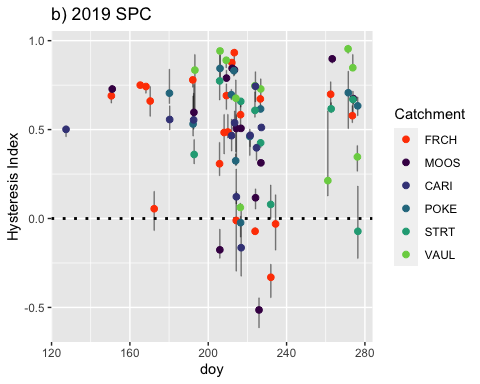 b) 2019 SPC
1.0
0.5
0.0
-0.5
Hysteresis Index
120
160
200
240
280
doy
Catchment
FRCH
MOOS
CARI
POKE
STRT
VAUL